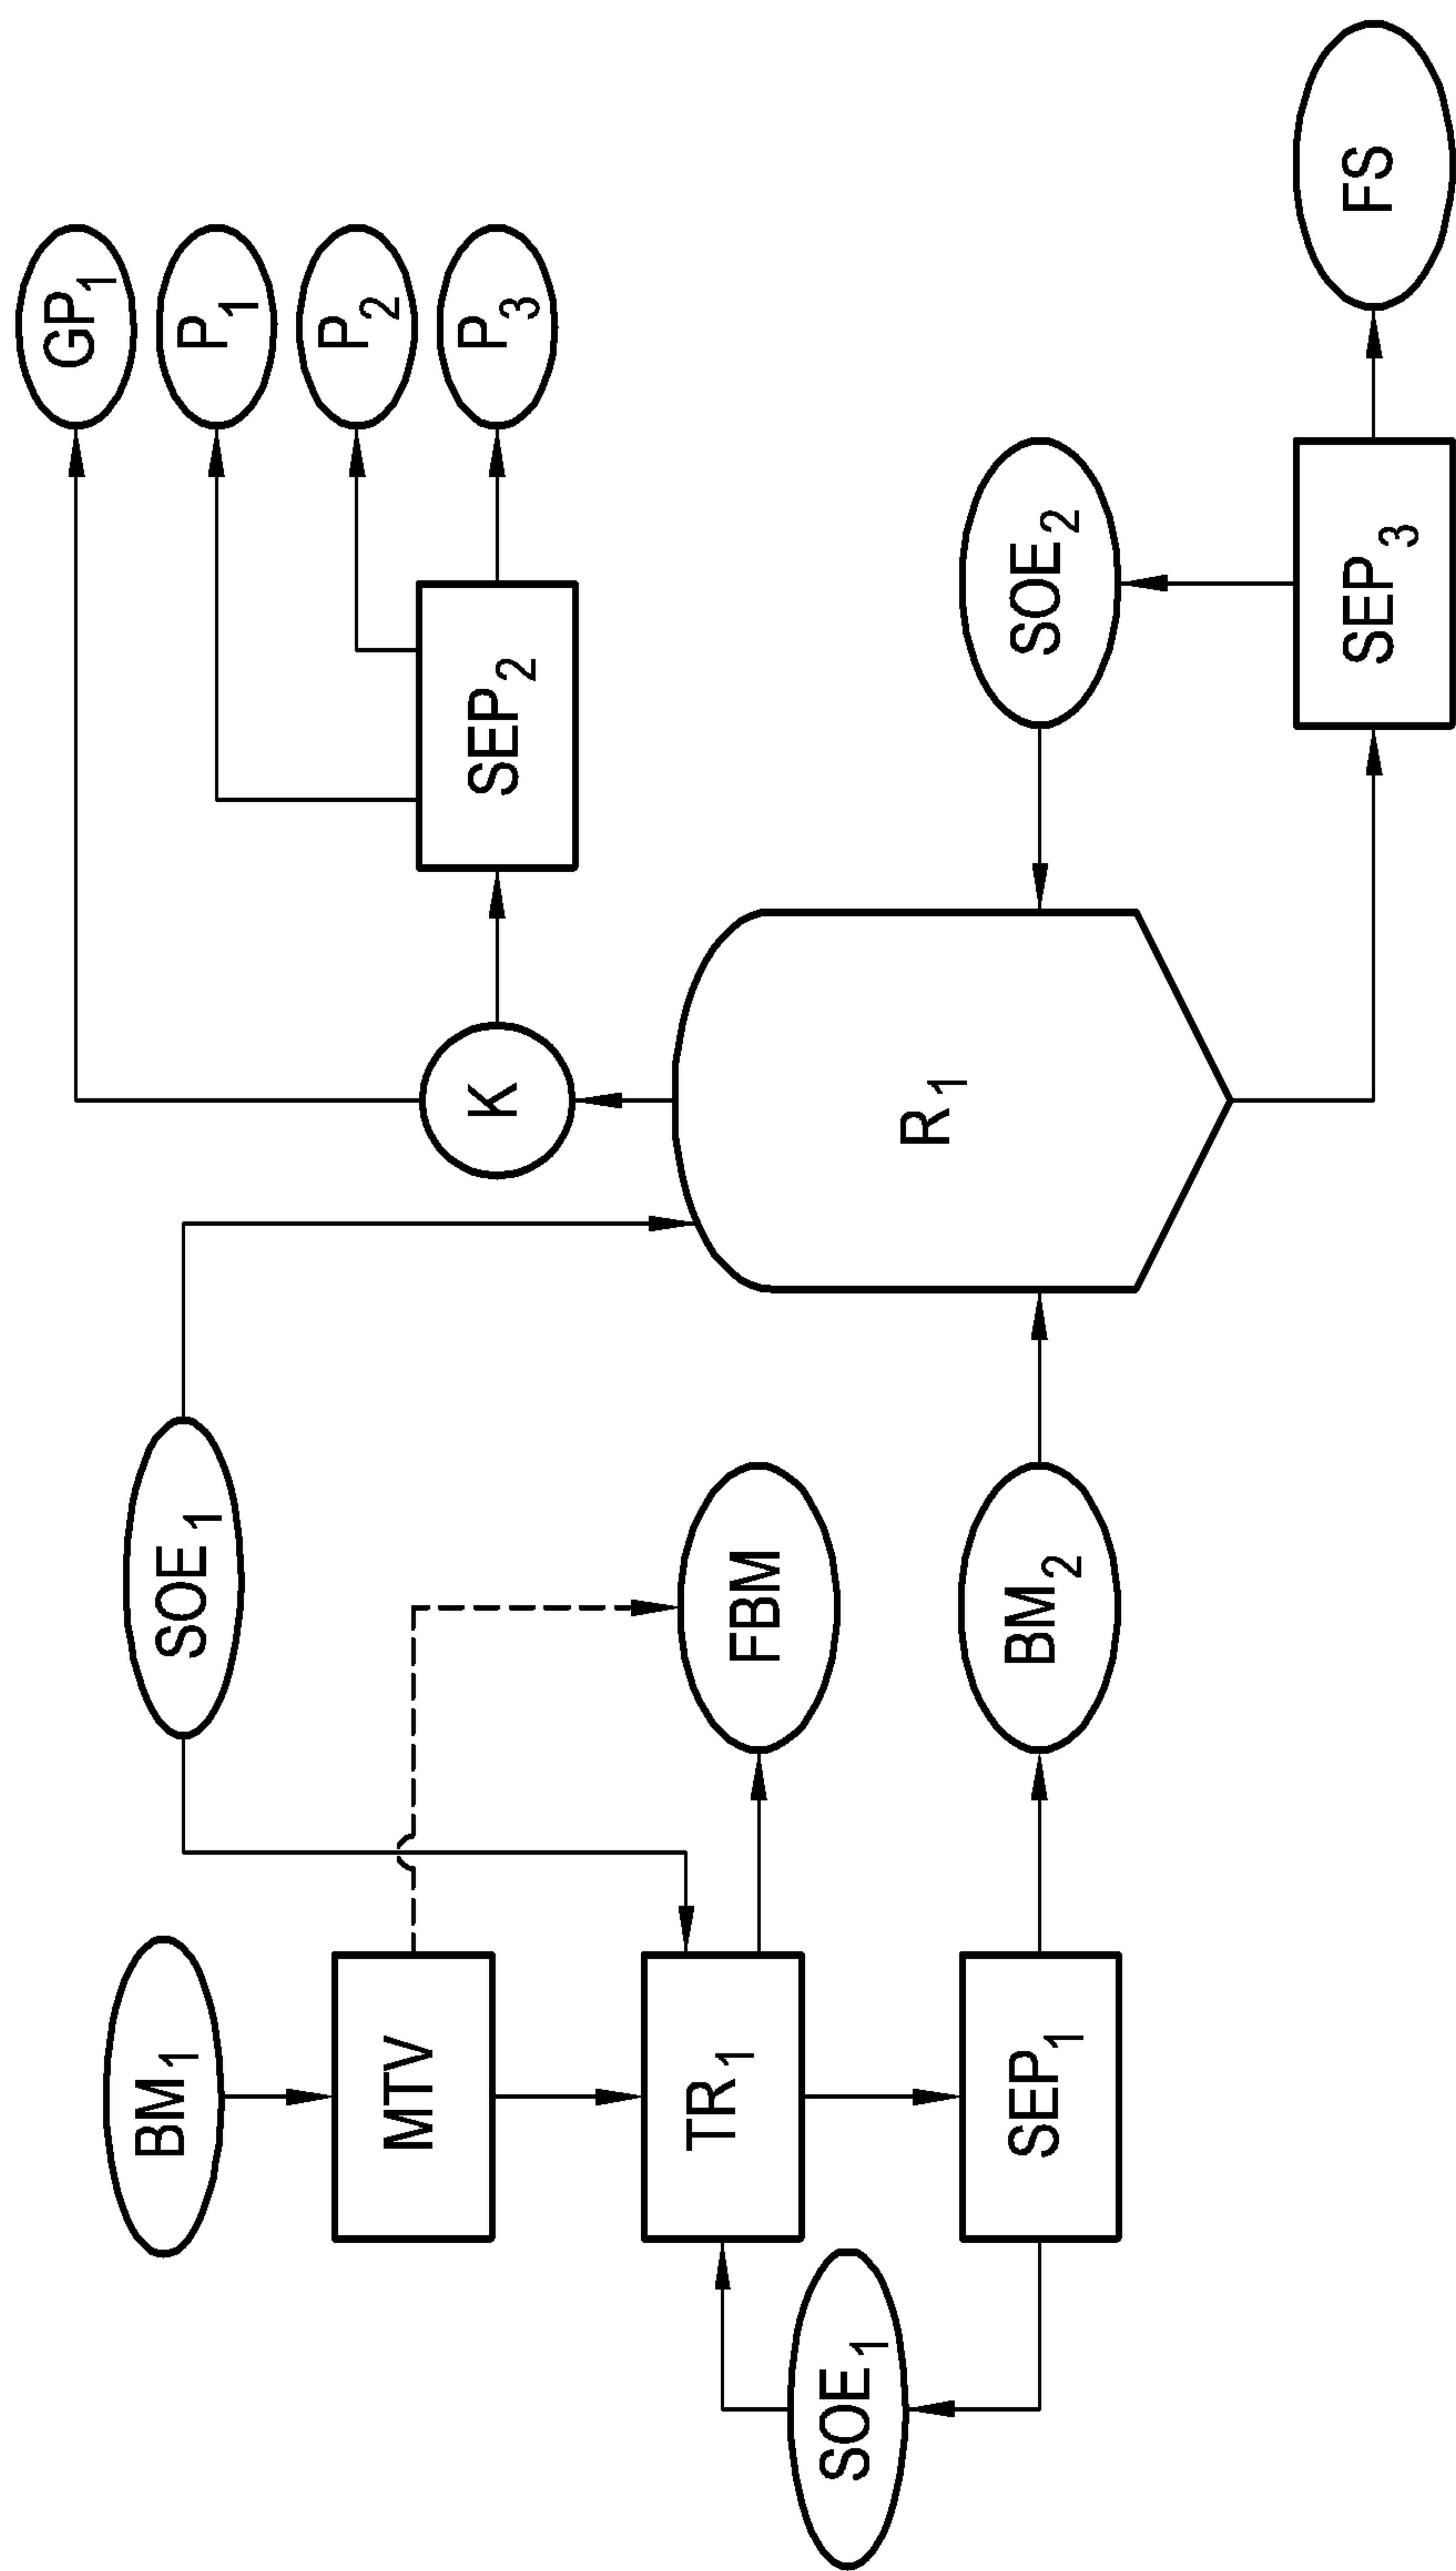 BM1
MTV
TR1
SEP1
SOE1
SOE1
FBM
BM2
R1
K
SEP2
GP1
P1
P2
P3
SOE2
SEP3
FS